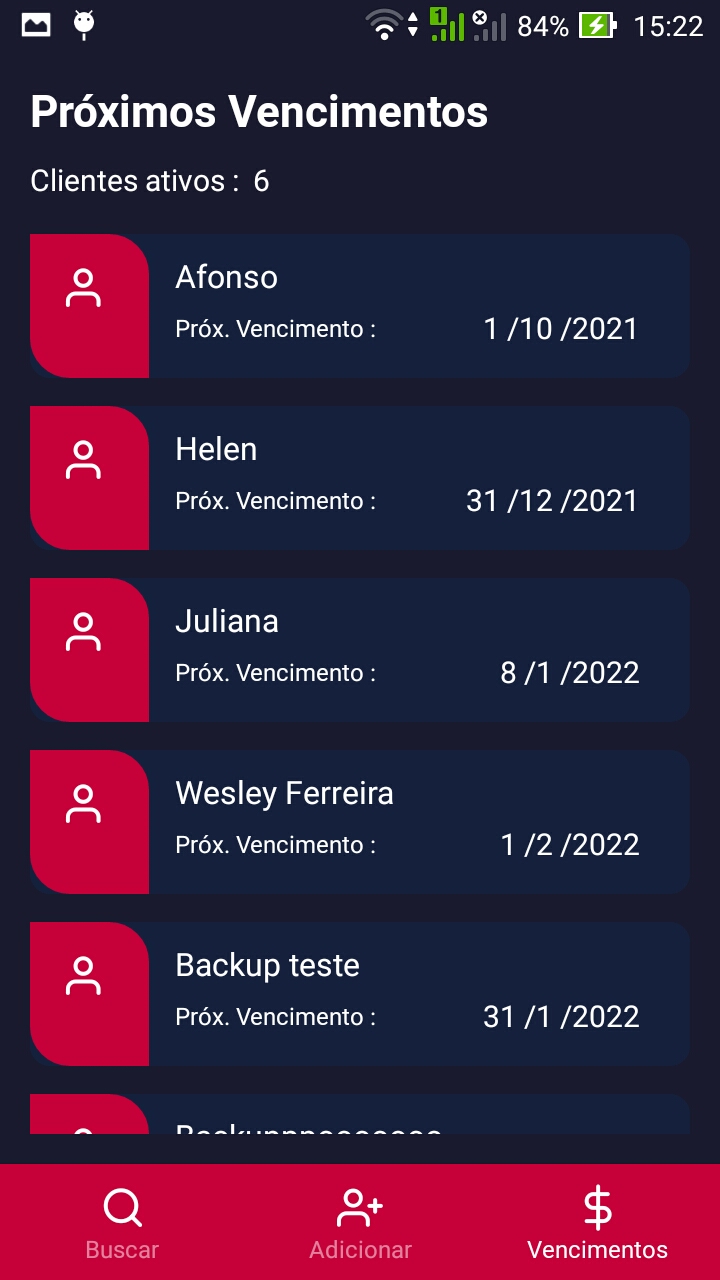 1 84% 15:22
Próximos Vencimentos
Clientes ativos : 6
Afonso
Próx. Vencimento : 1 /10 /2021
Helen
Próx. Vencimento : 31 /12 /2021
Juliana
Próx. Vencimento : 8 /1 /2022
Wesley Ferreira
Próx. Vencimento : 1 /2 /2022
Backup teste
Próx. Vencimento : 31 /1 /2022
Buscar Adicionar Vencimentos